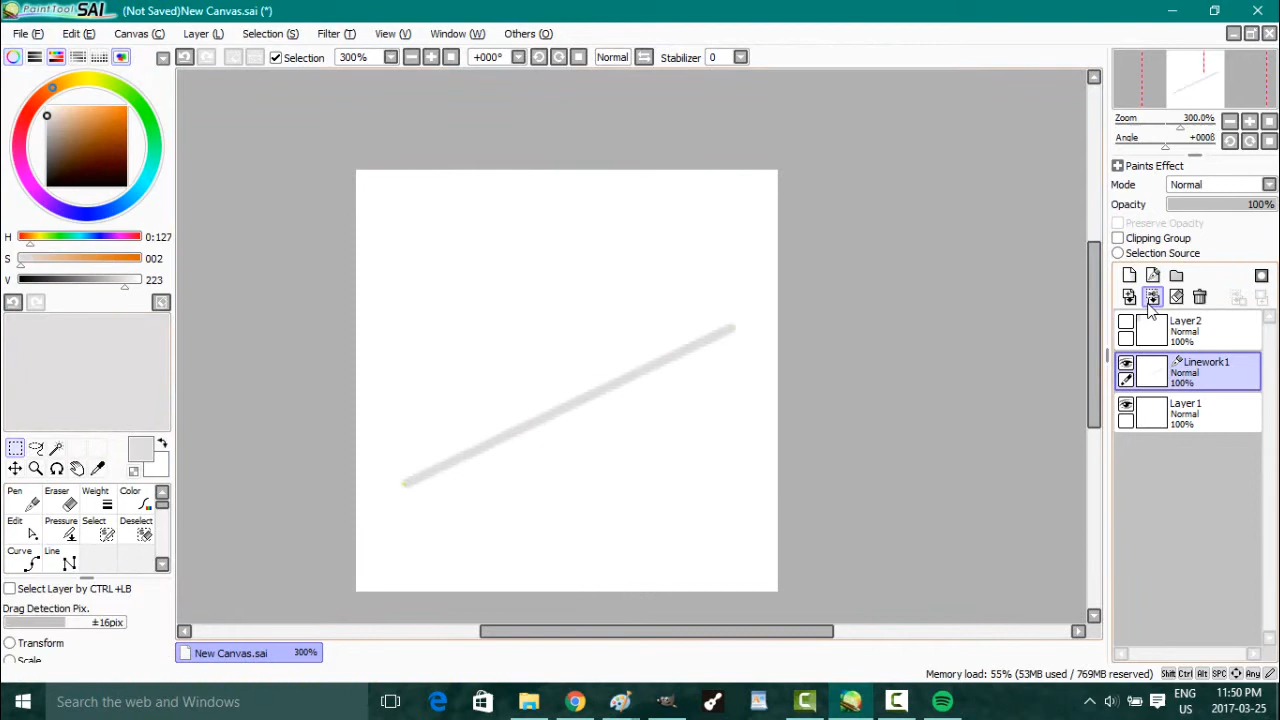 PaintTool SAI (Not Saved)New Canvas.sai (*)
File (F) Edit (E) Canvas (C) Layer (L) Selection (S) Filter (T) View (V) Window (W) Others (O)
Selection 300% +000° Normal Stabilizer 0
Zoom 300.0%
Angle +000ß
Paints Effect
Mode Normal
Opacity 100%
Preserve Opacity
Clipping Group
Selection Source
H 0:127
S 002
V 223
Layer2
Normal
100%
Linework1
Normal
100%
Layer1
Normal
100%
Pen Eraser Weight Color
Edit Pressure Select Deselect
Curve Line
Select Layer by CTRL+LB
Drag Detection Pix.
±16pix
Transform
Scale
New Canvas.sai 300%
Memory load: 55% (53MB used / 769MB reserved) Shift Ctrl Alt SPC Any
Search the web and Windows
ENG
US
11:50 PM
2017-03-25